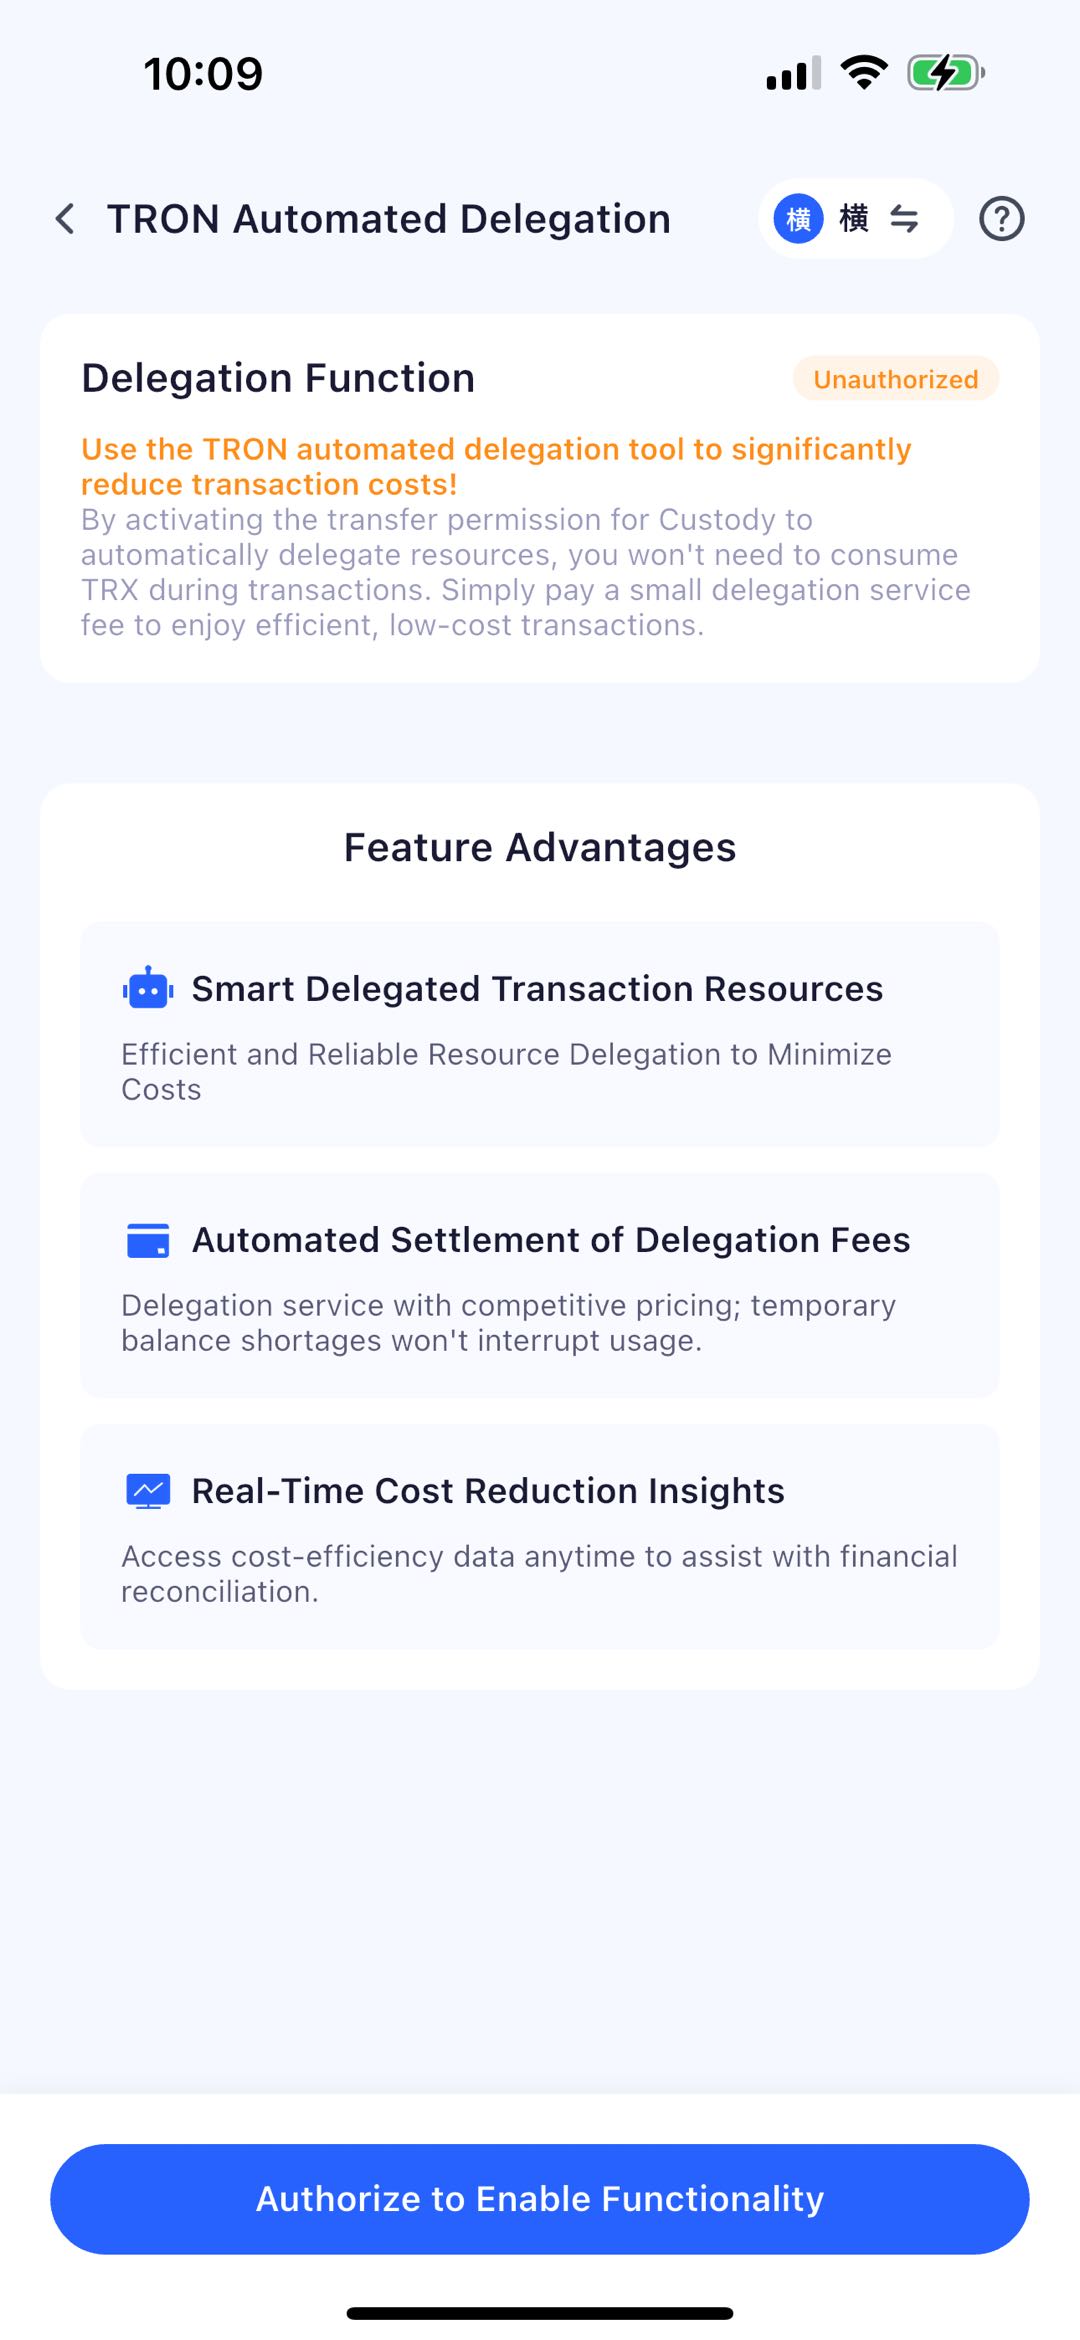 10:09
TRON Automated Delegation
横 横
Delegation Function
Unauthorized
Use the TRON automated delegation tool to significantly
reduce transaction costs!
By activating the transfer permission for Custody to
automatically delegate resources, you won't need to consume
TRX during transactions. Simply pay a small delegation service
fee to enjoy efficient, low-cost transactions.
Feature Advantages
Smart Delegated Transaction Resources
Efficient and Reliable Resource Delegation to Minimize
Costs
Automated Settlement of Delegation Fees
Delegation service with competitive pricing; temporary
balance shortages won't interrupt usage.
Real-Time Cost Reduction Insights
Access cost-efficiency data anytime to assist with financial
reconciliation.
Authorize to Enable Functionality